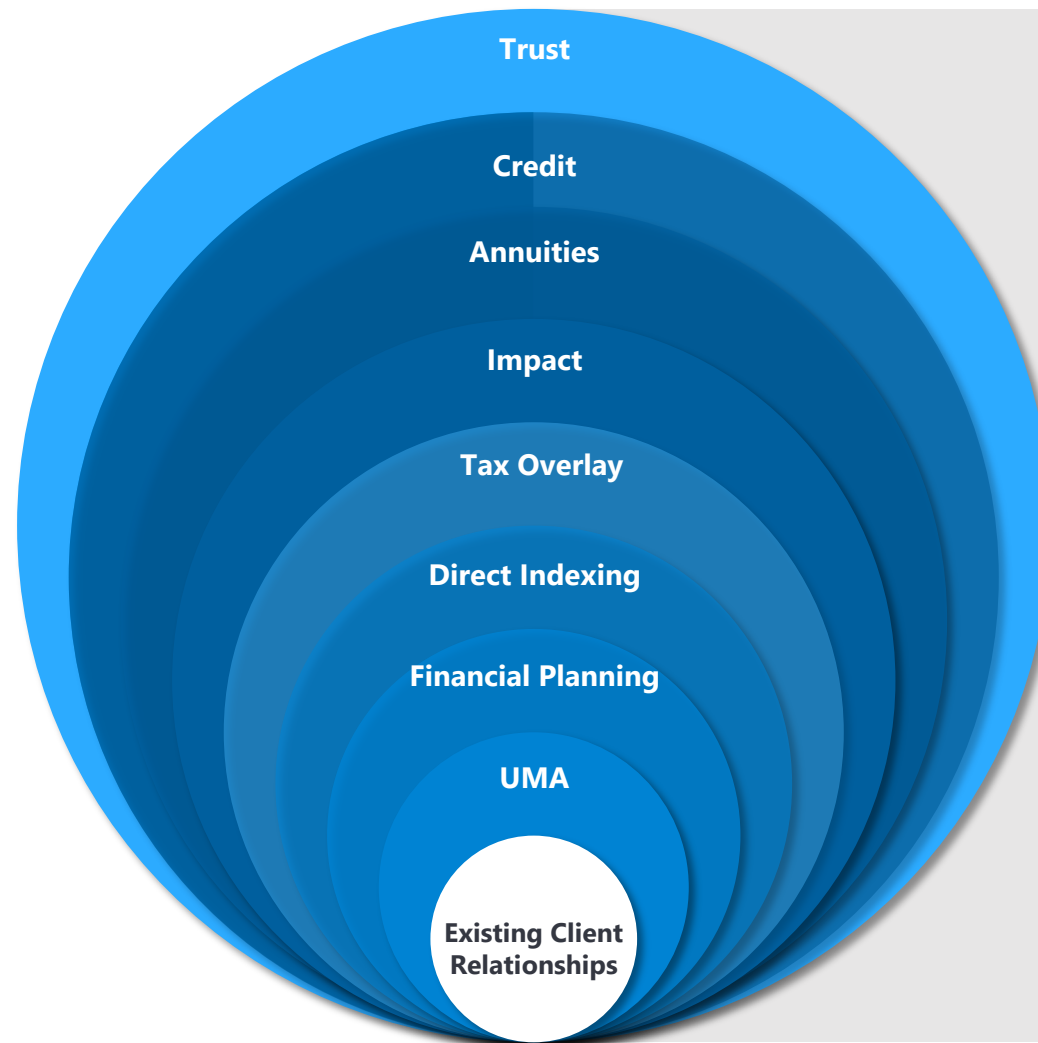 Trust
Credit
Annuities
Impact
Tax Overlay
Direct Indexing
Financial Planning
UMA
Existing Client
Relationships